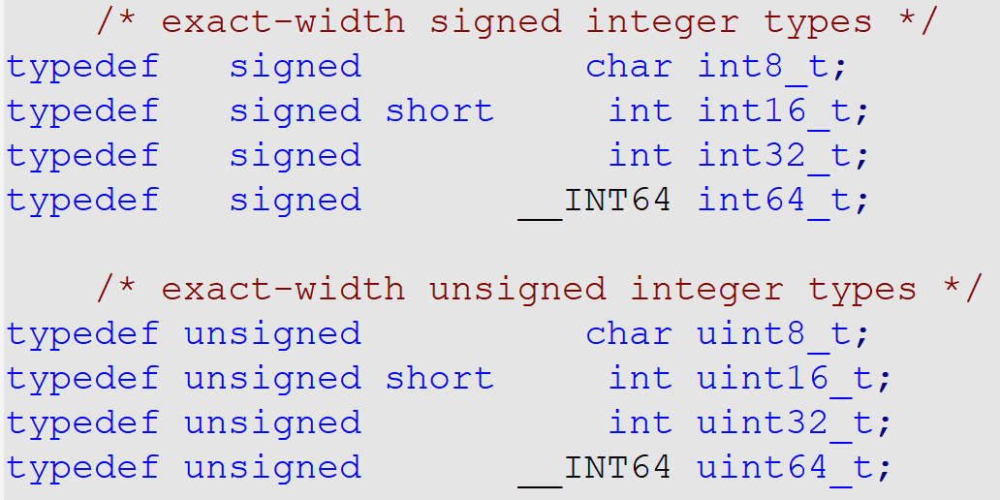 /* exact-width signed integer types */
typedef   signed          char int8_t;
typedef   signed short     int int16_t;
typedef   signed           int int32_t;
typedef   signed       __INT64 int64_t;
/* exact-width unsigned integer types */
typedef unsigned          char uint8_t;
typedef unsigned short     int uint16_t;
typedef unsigned           int uint32_t;
typedef unsigned       __INT64 uint64_t;